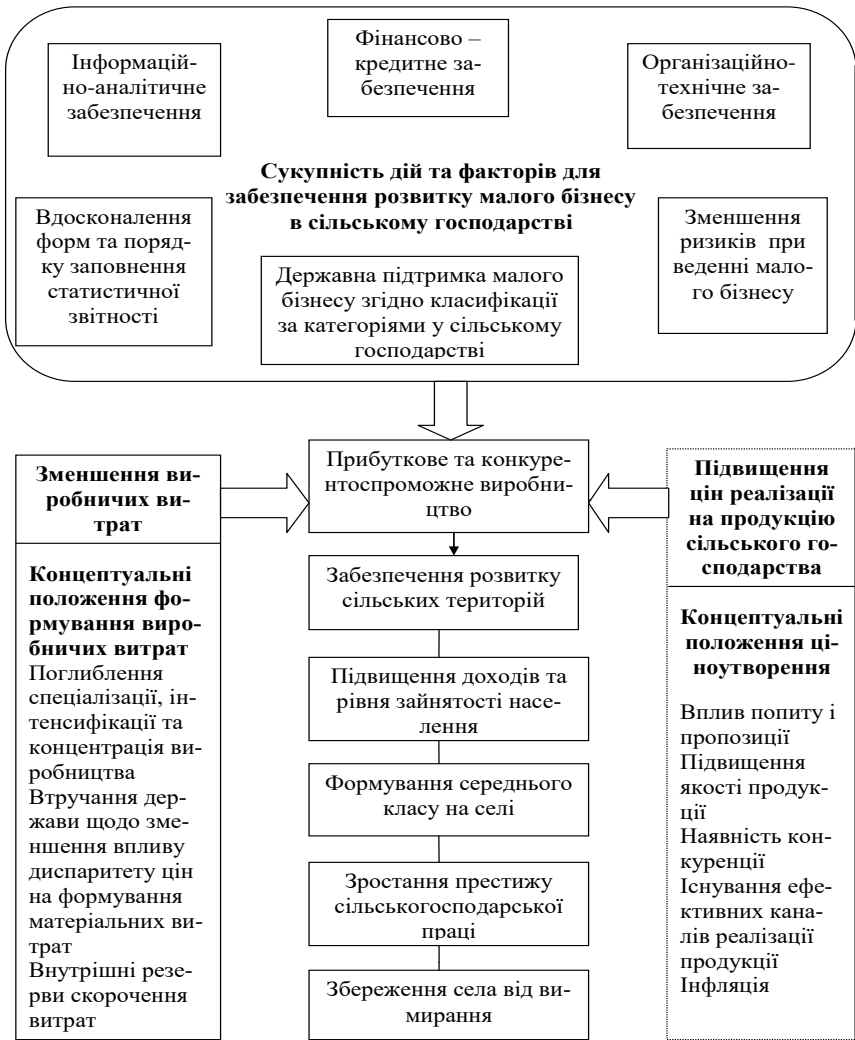 Інформацій-
но-аналітичне
забезпечення
Фінансово –
кредитне за-
безпечення
Організаційно-
технічне за-
безпечення
Сукупність дій та факторів для
забезпечення розвитку малого бізнесу
в сільському господарстві
Вдосконалення
форм та поряд-
ку заповнення
статистичної
звітності
Державна підтримка малого
бізнесу згідно класифікації
за категоріями у сільському
господарстві
Зменшення
ризиків при
веденні мало-
го бізнесу
Зменшення ви-
робничих ви-
трат
Концептуальні
положення фо-
рмування виро-
бничих витрат
Поглиблення
спеціалізації, ін-
тенсифікації та
концентрація ви-
робництва
Втручання дер-
жави щодо зме-
ншення впливу
диспаритету цін
на формування
матеріальних ви-
трат
Внутрішні резе-
рви скорочення
витрат
Прибуткове та конкуре-
нтоспроможне виробни-
цтво
Забезпечення розвитку
сільських територій
Підвищення доходів та
рівня зайнятості насе-
лення
Формування середнього
класу на селі
Зростання престижу
сільськогосподарської
праці
Збереження села від ви-
мирання
Підвищення
цін реалізації
на продукцію
сільського го-
сподарства
Концептуальні
положення ці-
ноутворення
Вплив попиту і
пропозиції
Підвищення
якості продук-
ції
Наявність кон-
куренції
Існування ефе-
ктивних кана-
лів реалізації
продукції
Інфляція